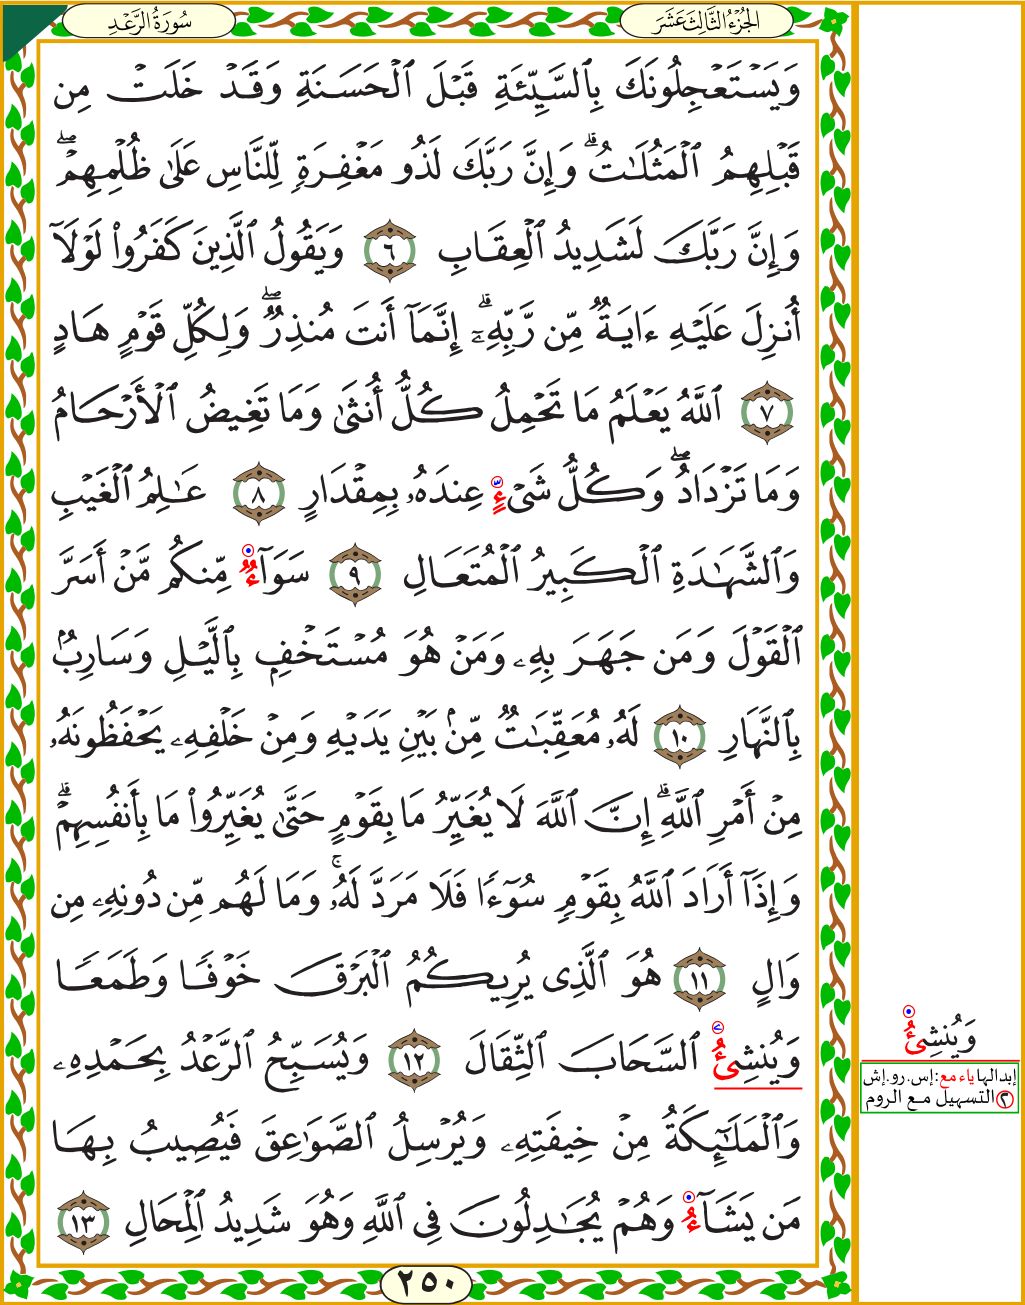 الجُزْءُ الثَّالِثَ عَشَرَ
سُورَةُ الرَّعْدِ
وَيَسْتَعْجِلُونَكَ بِٱلسَّيِّئَةِ قَبْلَ ٱلْحَسَنَةِ وَقَدْ خَلَتْ مِن
قَبْلِهِمُ ٱلْمَثُلَٰتُۗ وَإِنَّ رَبَّكَ لَذُو مَغْفِرَةٍ لِّلنَّاسِ عَلَىٰ ظُلْمِهِمْۖ
وَإِنَّ رَبَّكَ لَشَدِيدُ ٱلْعِقَابِ ٦ وَيَقُولُ ٱلَّذِينَ كَفَرُوا۟ لَوْلَآ
أُنزِلَ عَلَيْهِ ءَايَةٌ مِّن رَّبِّهِۦٓۗ إِنَّمَآ أَنتَ مُنذِرٌۖ وَلِكُلِّ قَوْمٍ هَادٍ
٧ ٱللَّهُ يَعْلَمُ مَا تَحْمِلُ كُلُّ أُنثَىٰ وَمَا تَغِيضُ ٱلْأَرْحَامُ
وَمَا تَزْدَادُۖ وَكُلُّ شَىْءٍ عِندَهُۥ بِمِقْدَارٍ ٨ عَٰلِمُ ٱلْغَيْبِ
وَٱلشَّهَٰدَةِ ٱلْكَبِيرُ ٱلْمُتَعَالِ ٩ سَوَآءٌ مِّنكُم مَّنْ أَسَرَّ
ٱلْقَوْلَ وَمَن جَهَرَ بِهِۦ وَمَنْ هُوَ مُسْتَخْفٍۭ بِٱلَّيْلِ وَسَارِبٌۢ
بِٱلنَّهَارِ ١٠ لَهُۥ مُعَقِّبَٰتٌ مِّنۢ بَيْنِ يَدَيْهِ وَمِنْ خَلْفِهِۦ يَحْفَظُونَهُۥ
مِنْ أَمْرِ ٱللَّهِۗ إِنَّ ٱللَّهَ لَا يُغَيِّرُ مَا بِقَوْمٍ حَتَّىٰ يُغَيِّرُوا۟ مَا بِأَنفُسِهِمْۗ
وَإِذَآ أَرَادَ ٱللَّهُ بِقَوْمٍ سُوٓءًا فَلَا مَرَدَّ لَهُۥۚ وَمَا لَهُم مِّن دُونِهِۦ مِن
وَالٍ ١١ هُوَ ٱلَّذِى يُرِيكُمُ ٱلْبَرْقَ خَوْفًا وَطَمَعًا
وَيُنشِئُ ٱلسَّحَابَ ٱلثِّقَالَ ١٢ وَيُسَبِّحُ ٱلرَّعْدُ بِحَمْدِهِۦ
وَٱلْمَلَٰٓئِكَةُ مِنْ خِيفَتِهِۦ وَيُرْسِلُ ٱلصَّوَٰعِقَ فَيُصِيبُ بِهَا
مَن يَشَآءُ وَهُمْ يُجَٰدِلُونَ فِى ٱللَّهِ وَهُوَ شَدِيدُ ٱلْمِحَالِ ١٣
٢٥٠
وَيُنشِئُ
إبدالها ياء مع: إس.رو.إش
٢ التسهيل مع الروم